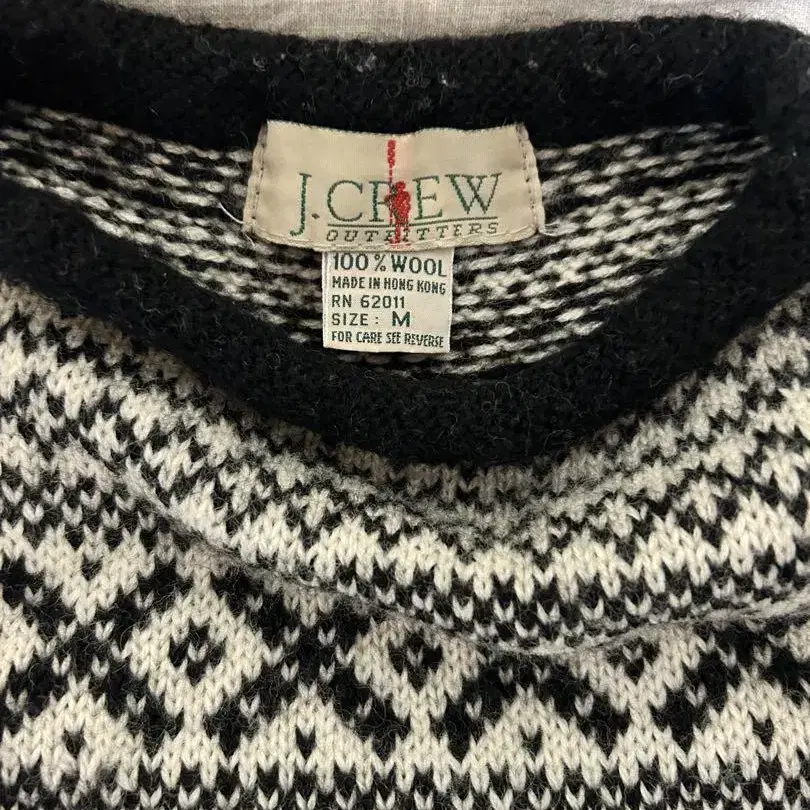 J.CREW
OUTFITTERS
100% WOOL
MADE IN HONG KONG
RN 62011
SIZE: M
FOR CARE SEE REVERSE